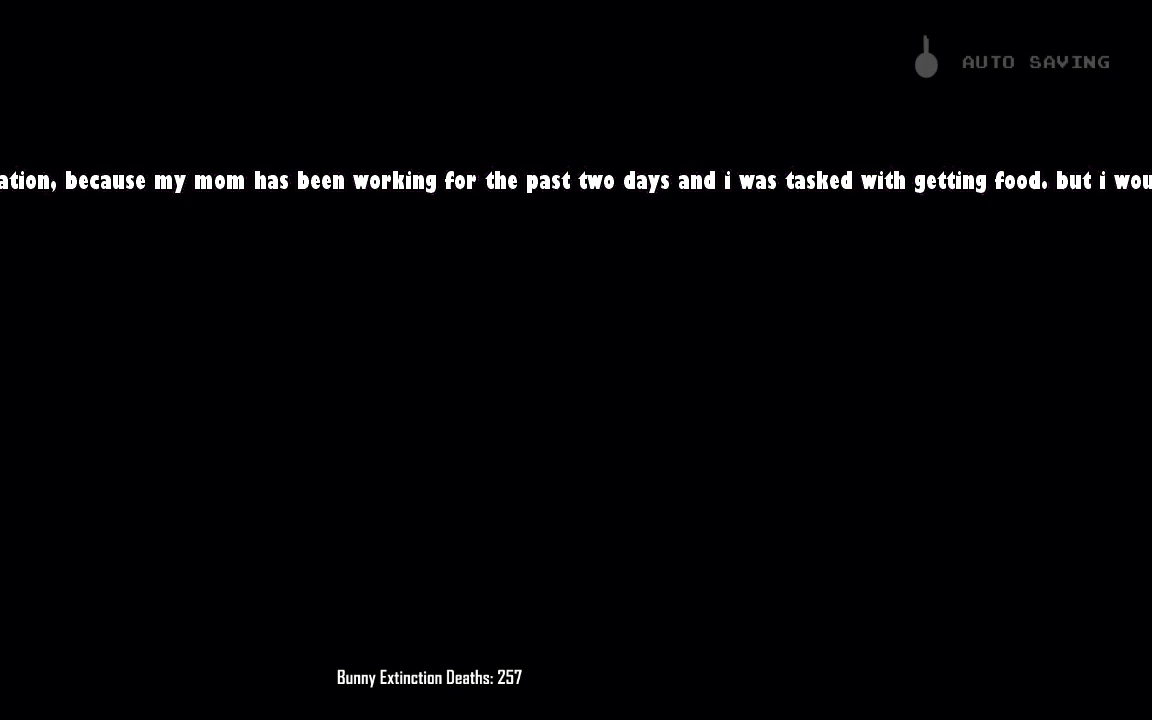 AUTO SAVING
ation, because my mom has been working for the past two days and i was tasked with getting food. but i wou
Bunny Extinction Deaths: 257